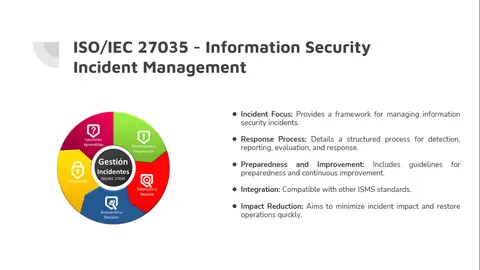 ISO/IEC 27035 - Information Security
Incident Management
Lecciones
Aprendidas
Planificación y
Preparación
Gestión
Incidentes
ISO/IEC 27035
Detección y
Reporte
Evaluación y
Decisión
● Incident Focus: Provides a framework for managing information
security incidents.
● Response Process: Details a structured process for detection,
reporting, evaluation, and response.
● Preparedness and Improvement: Includes guidelines for
preparedness and continuous improvement.
● Integration: Compatible with other ISMS standards.
● Impact Reduction: Aims to minimize incident impact and restore
operations quickly.